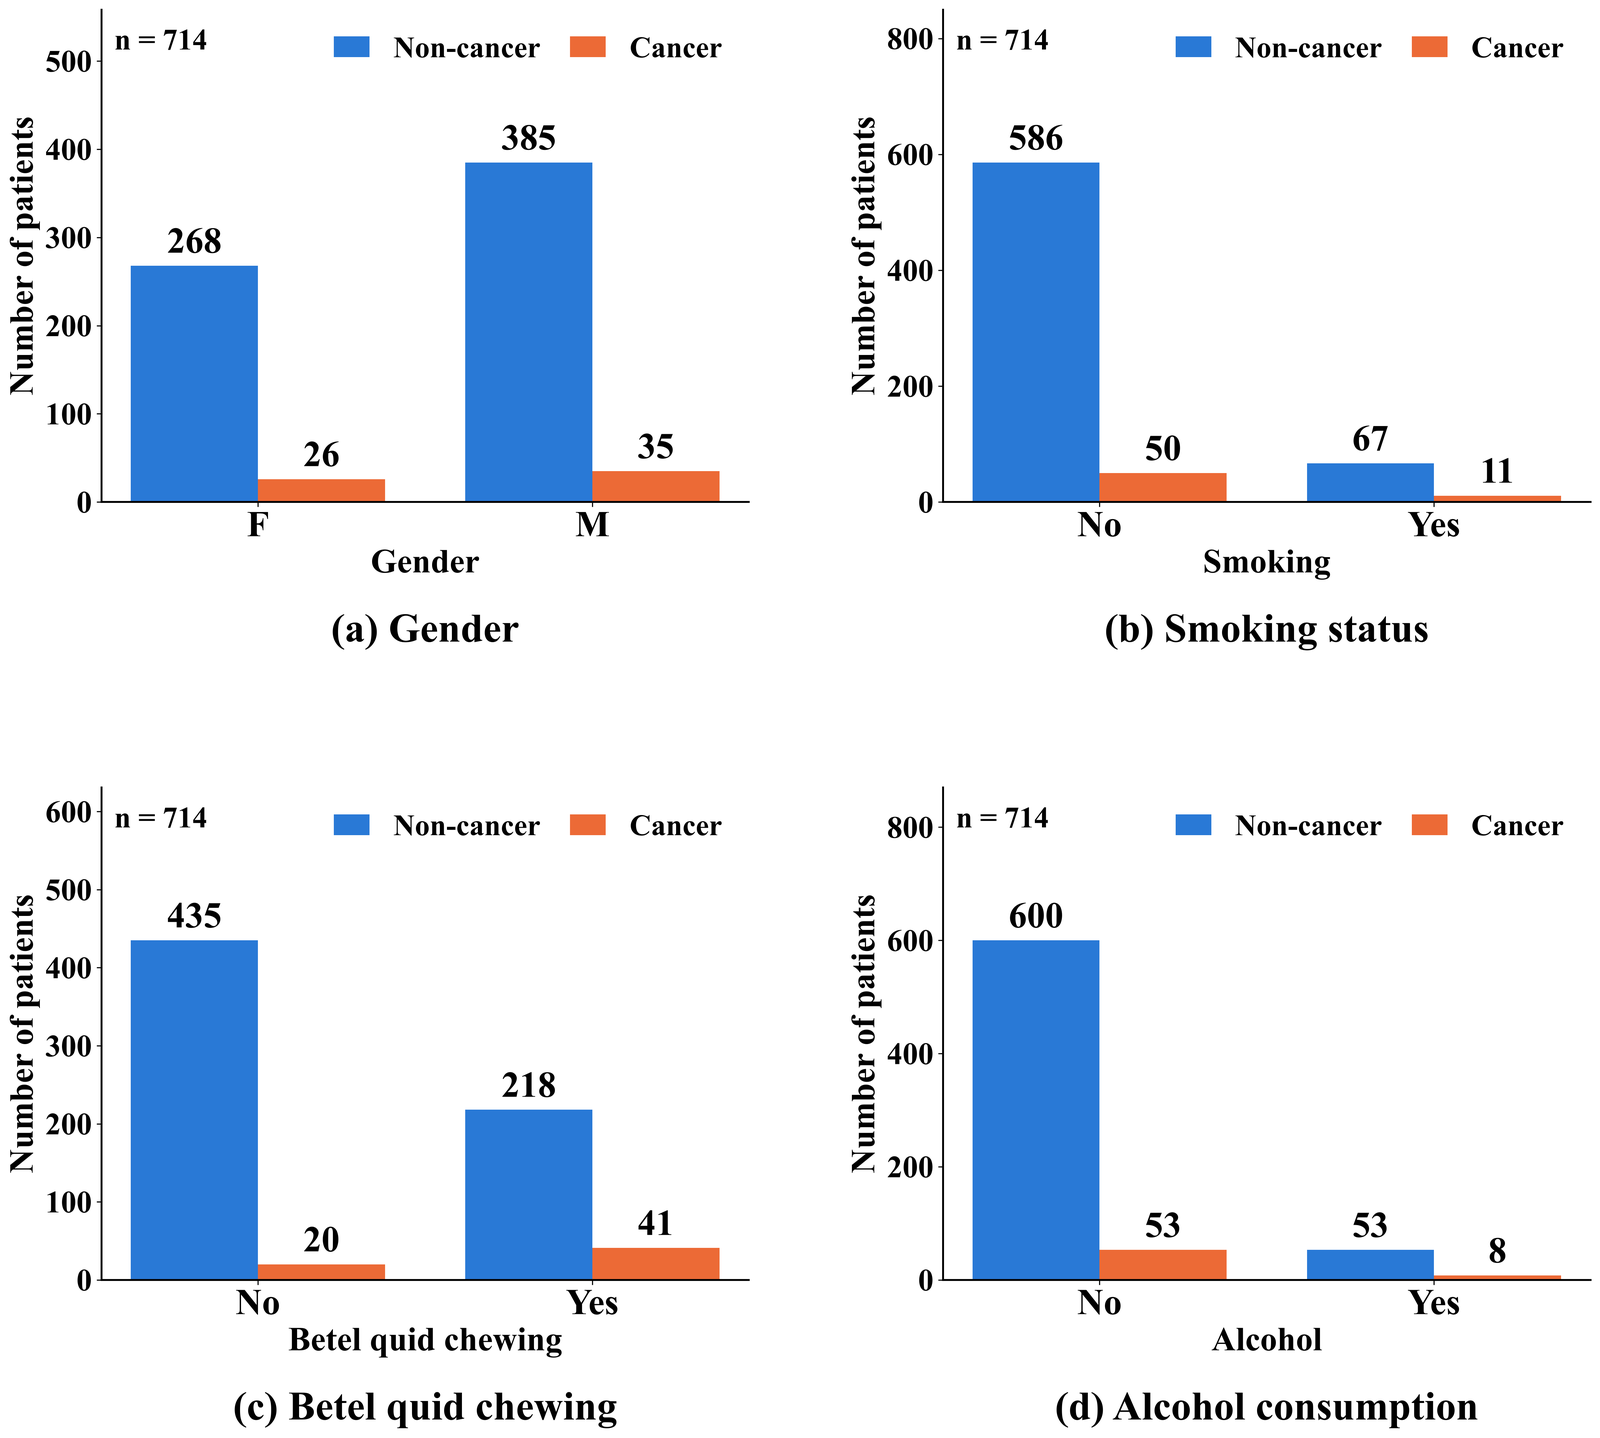 n = 714
Non-cancer Cancer
Number of patients
500
400
300
200
100
0
268
26
385
35
F M
Gender
(a) Gender
n = 714
Non-cancer Cancer
Number of patients
800
600
400
200
0
586
50
67
11
No Yes
Smoking
(b) Smoking status
n = 714
Non-cancer Cancer
Number of patients
600
500
400
300
200
100
0
435
20
218
41
No Yes
Betel quid chewing
(c) Betel quid chewing
n = 714
Non-cancer Cancer
Number of patients
800
600
400
200
0
600
53
53
8
No Yes
Alcohol
(d) Alcohol consumption